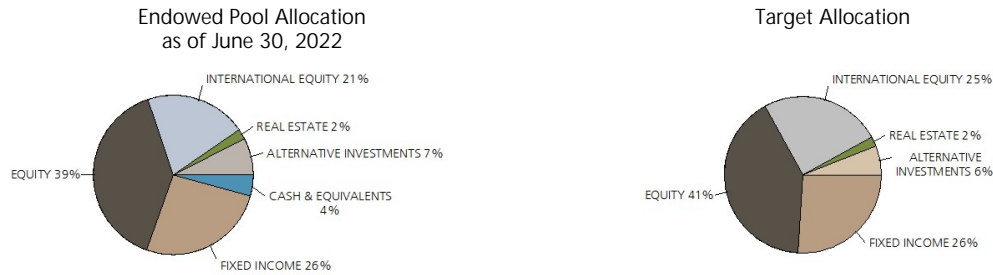 Endowed Pool Allocation
as of June 30, 2022
INTERNATIONAL EQUITY 21%
REAL ESTATE 2%
ALTERNATIVE INVESTMENTS 7%
EQUITY 39%
CASH & EQUIVALENTS
4%
FIXED INCOME 26%
Target Allocation
INTERNATIONAL EQUITY 25%
REAL ESTATE 2%
ALTERNATIVE
INVESTMENTS 6%
EQUITY 41%
FIXED INCOME 26%